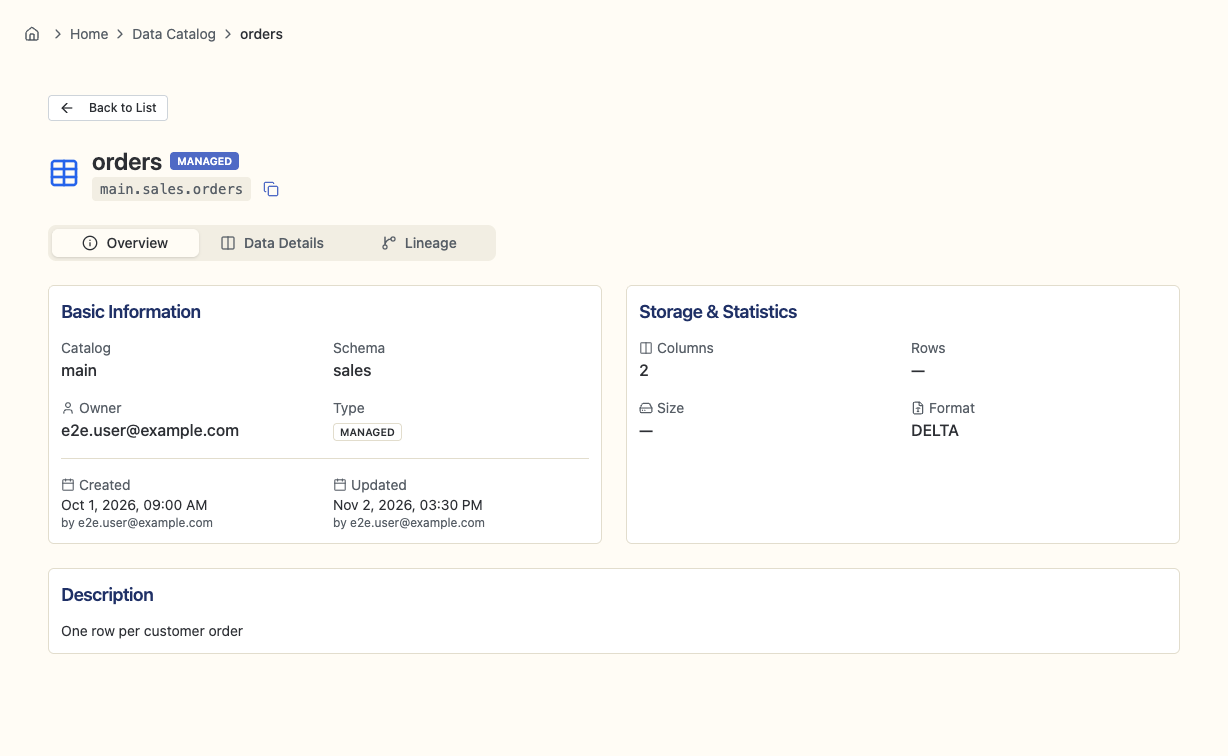 Home
Data Catalog
orders
Back to List
orders
MANAGED
main.sales.orders
Overview
Data Details
Lineage
Basic Information
Catalog
main
Schema
sales
Owner
e2e.user@example.com
Type
MANAGED
Created
Oct 1, 2026, 09:00 AM
by e2e.user@example.com
Updated
Nov 2, 2026, 03:30 PM
by e2e.user@example.com
Storage & Statistics
Columns
2
Rows
—
Size
—
Format
DELTA
Description
One row per customer order